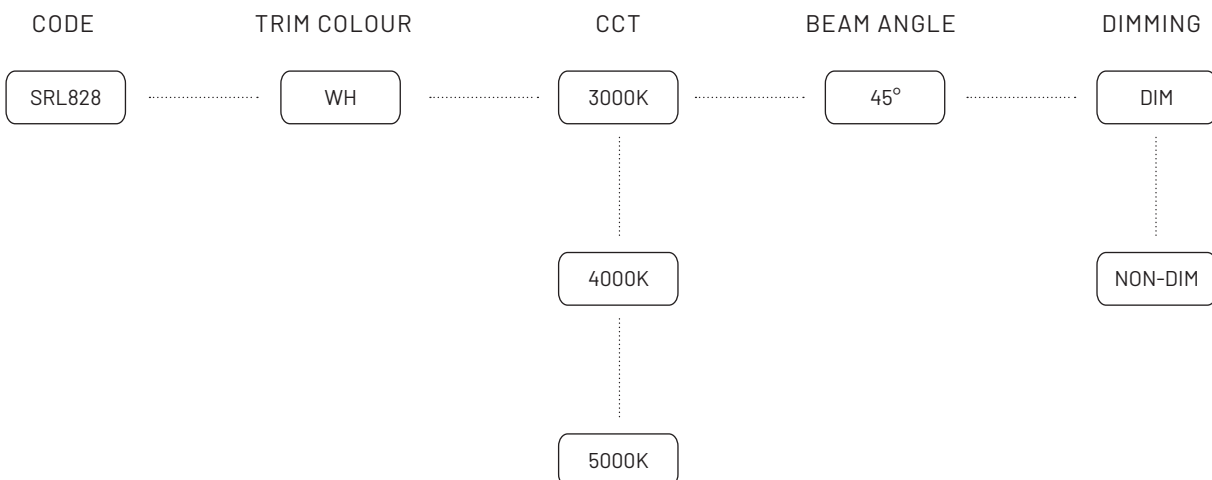 CODE TRIM COLOUR CCT BEAM ANGLE DIMMING
SRL828 WH 3000K 45° DIM
4000K NON-DIM
5000K